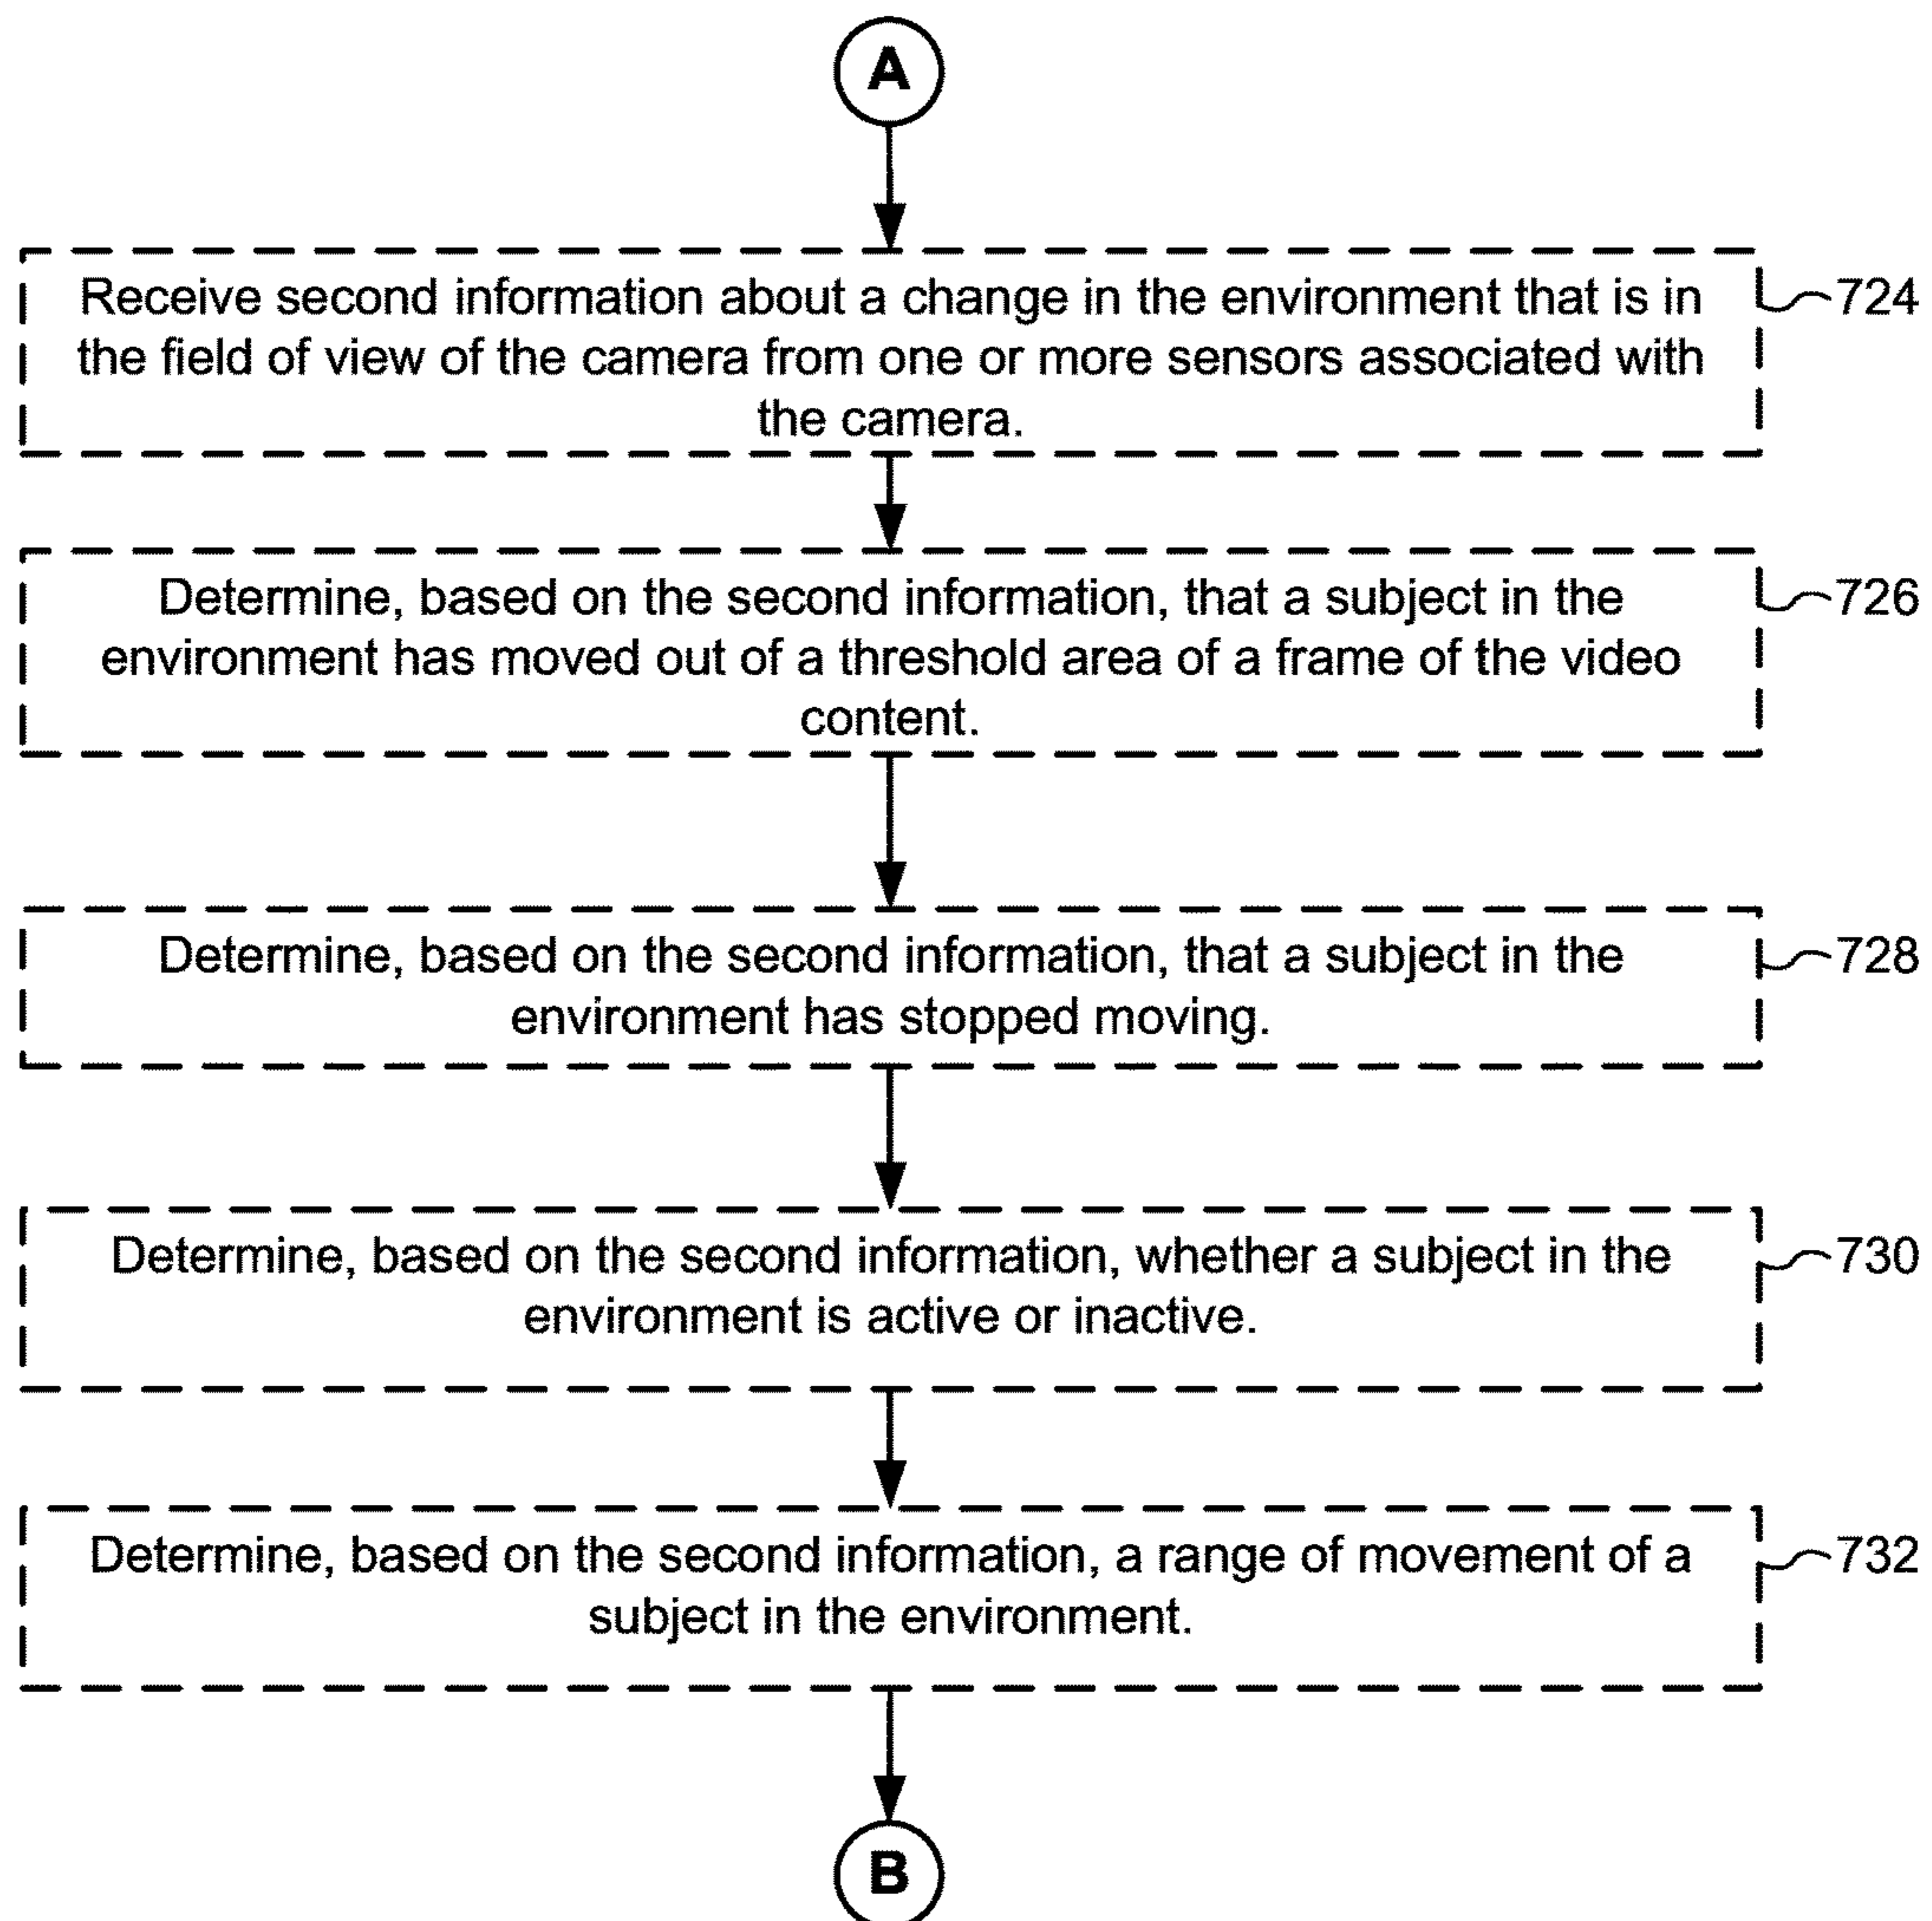 A
Receive second information about a change in the environment that is in
the field of view of the camera from one or more sensors associated with
the camera.
724
Determine, based on the second information, that a subject in the
environment has moved out of a threshold area of a frame of the video
content.
726
Determine, based on the second information, that a subject in the
environment has stopped moving.
728
Determine, based on the second information, whether a subject in the
environment is active or inactive.
730
Determine, based on the second information, a range of movement of a
subject in the environment.
732
B